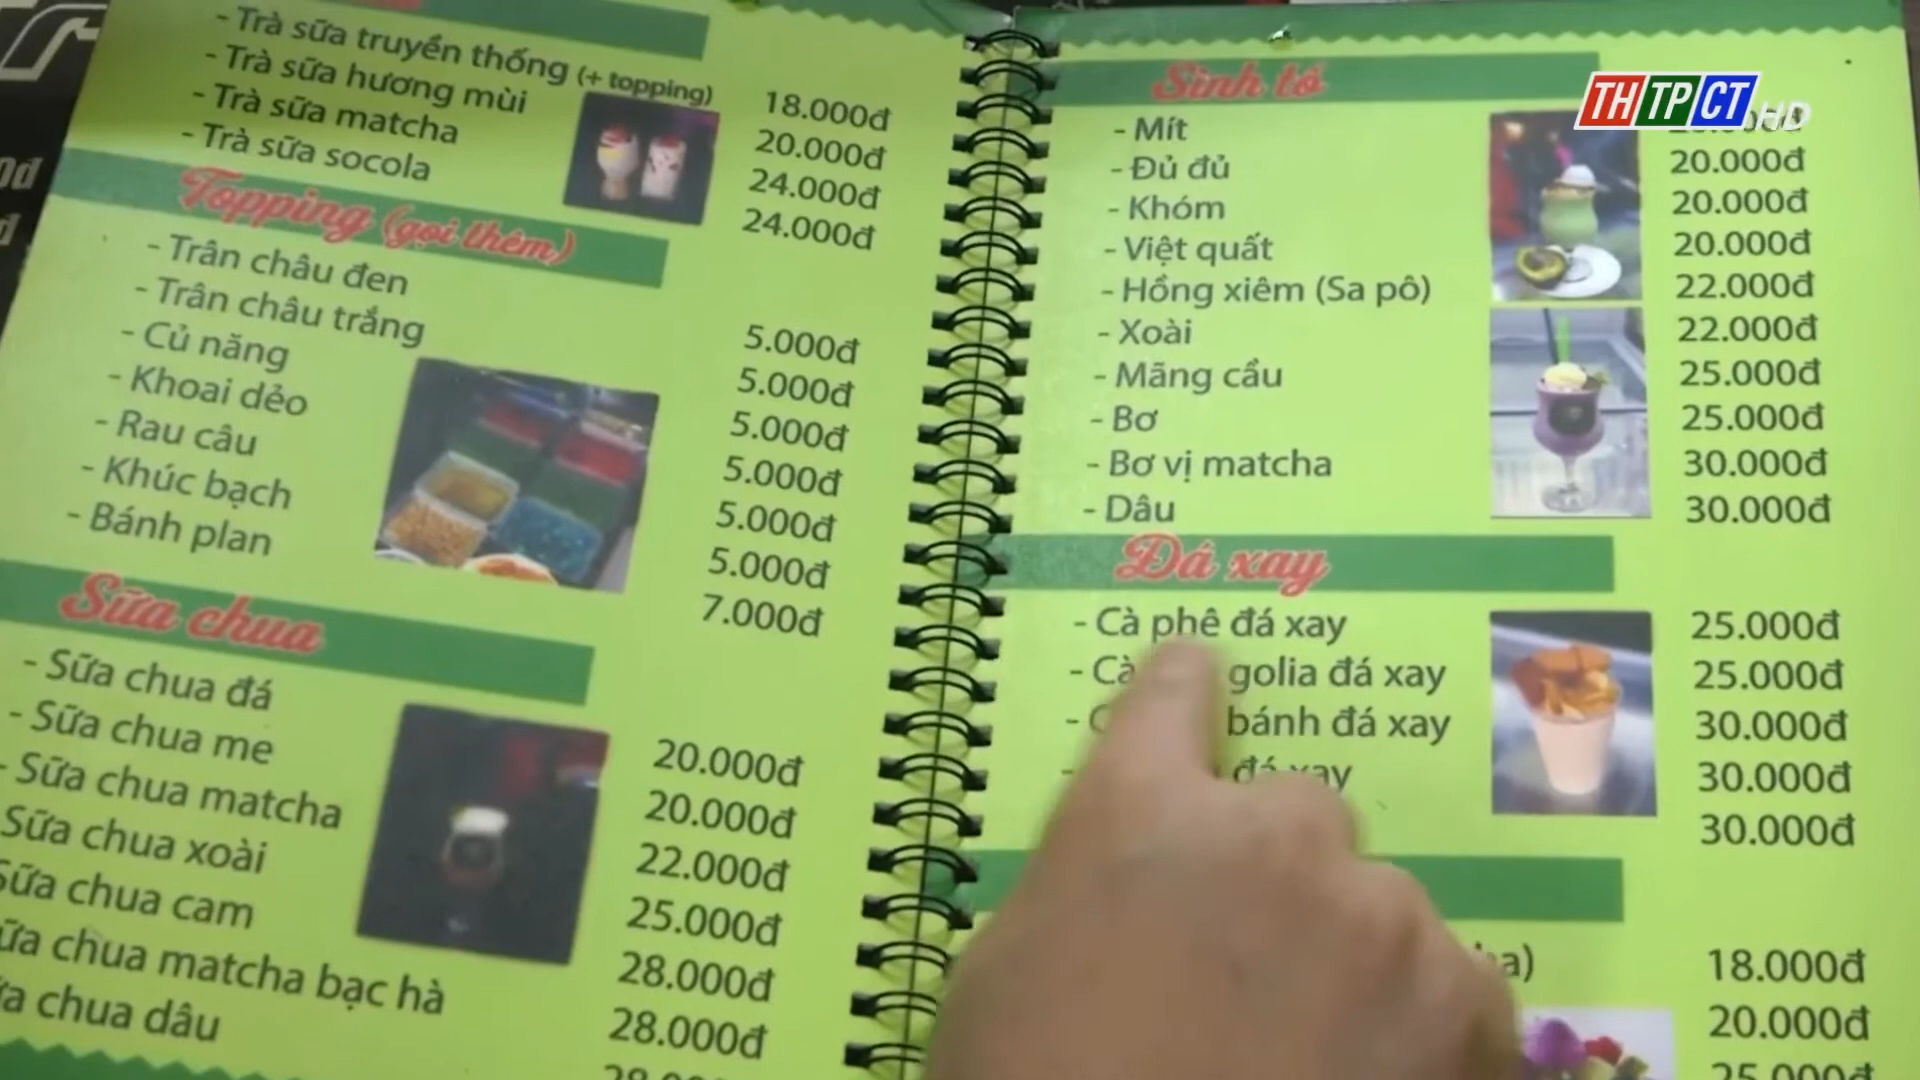 - Trà sữa truyền thống (+ topping) 18.000đ
- Trà sữa hương mùi 20.000đ
- Trà sữa matcha 24.000đ
- Trà sữa socola 24.000đ
Topping (gọi thêm)
- Trân châu đen 5.000đ
- Trân châu trắng 5.000đ
- Củ năng 5.000đ
- Khoai dẻo 5.000đ
- Rau câu 5.000đ
- Khúc bạch 5.000đ
- Bánh plan 7.000đ
Sữa chua
- Sữa chua đá 20.000đ
- Sữa chua me 20.000đ
- Sữa chua matcha 22.000đ
Sữa chua xoài 25.000đ
Sữa chua cam 28.000đ
chua matcha bạc hà 28.000đ
chua dâu
THTPCT HD
Sinh tố
- Mít
- Đủ đủ 20.000đ
- Khóm 20.000đ
- Việt quất 20.000đ
- Hồng xiêm (Sa pô) 22.000đ
- Xoài 22.000đ
- Mãng cầu 25.000đ
- Bơ 25.000đ
- Bơ vị matcha 30.000đ
- Dâu 30.000đ
Đá xay
- Cà phê đá xay 25.000đ
- Cà golia đá xay 25.000đ
- bánh đá xay 30.000đ
- đá xay 30.000đ
30.000đ
18.000đ
20.000đ
25.000đ